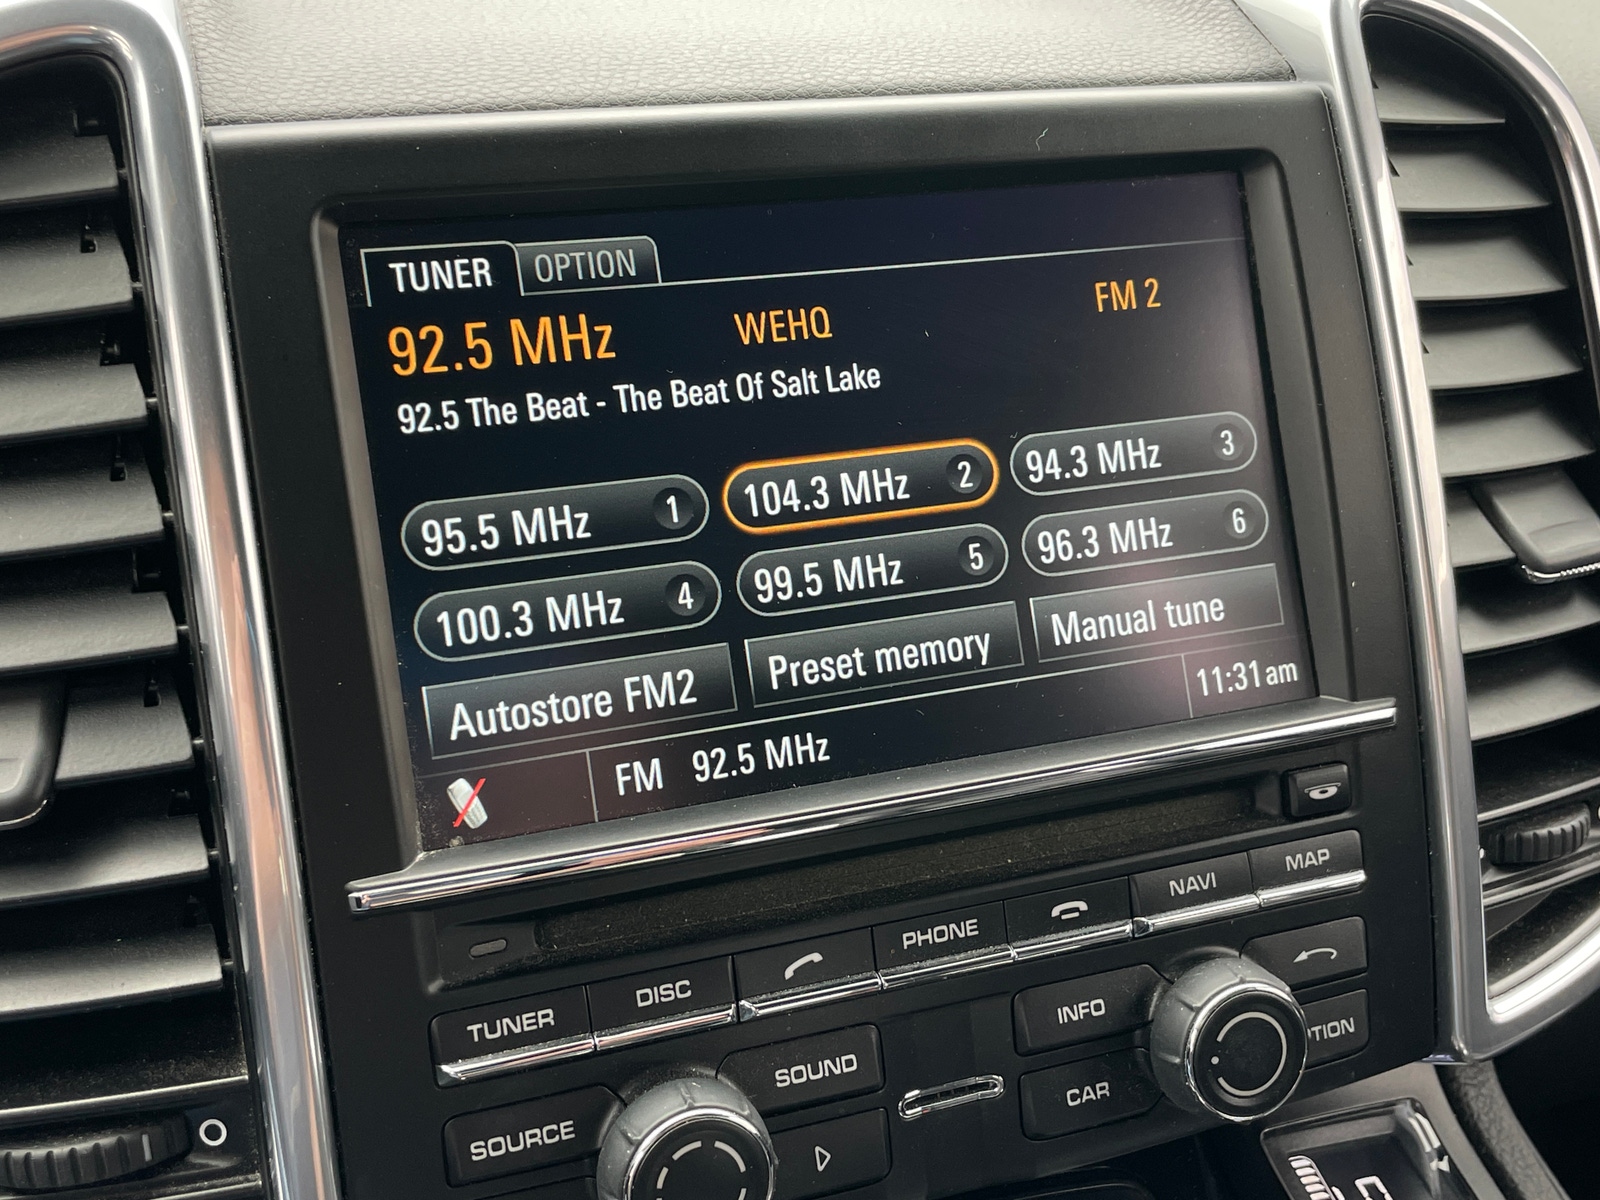 TUNER OPTION
92.5 MHz WEHQ FM 2
92.5 The Beat - The Beat Of Salt Lake
95.5 MHz 1 104.3 MHz 2 94.3 MHz 3
100.3 MHz 4 99.5 MHz 5 96.3 MHz 6
Autostore FM2 Preset memory Manual tune
FM 92.5 MHz 11:31 am
TUNER DISC PHONE NAVI MAP
SOURCE SOUND INFO TION
CAR